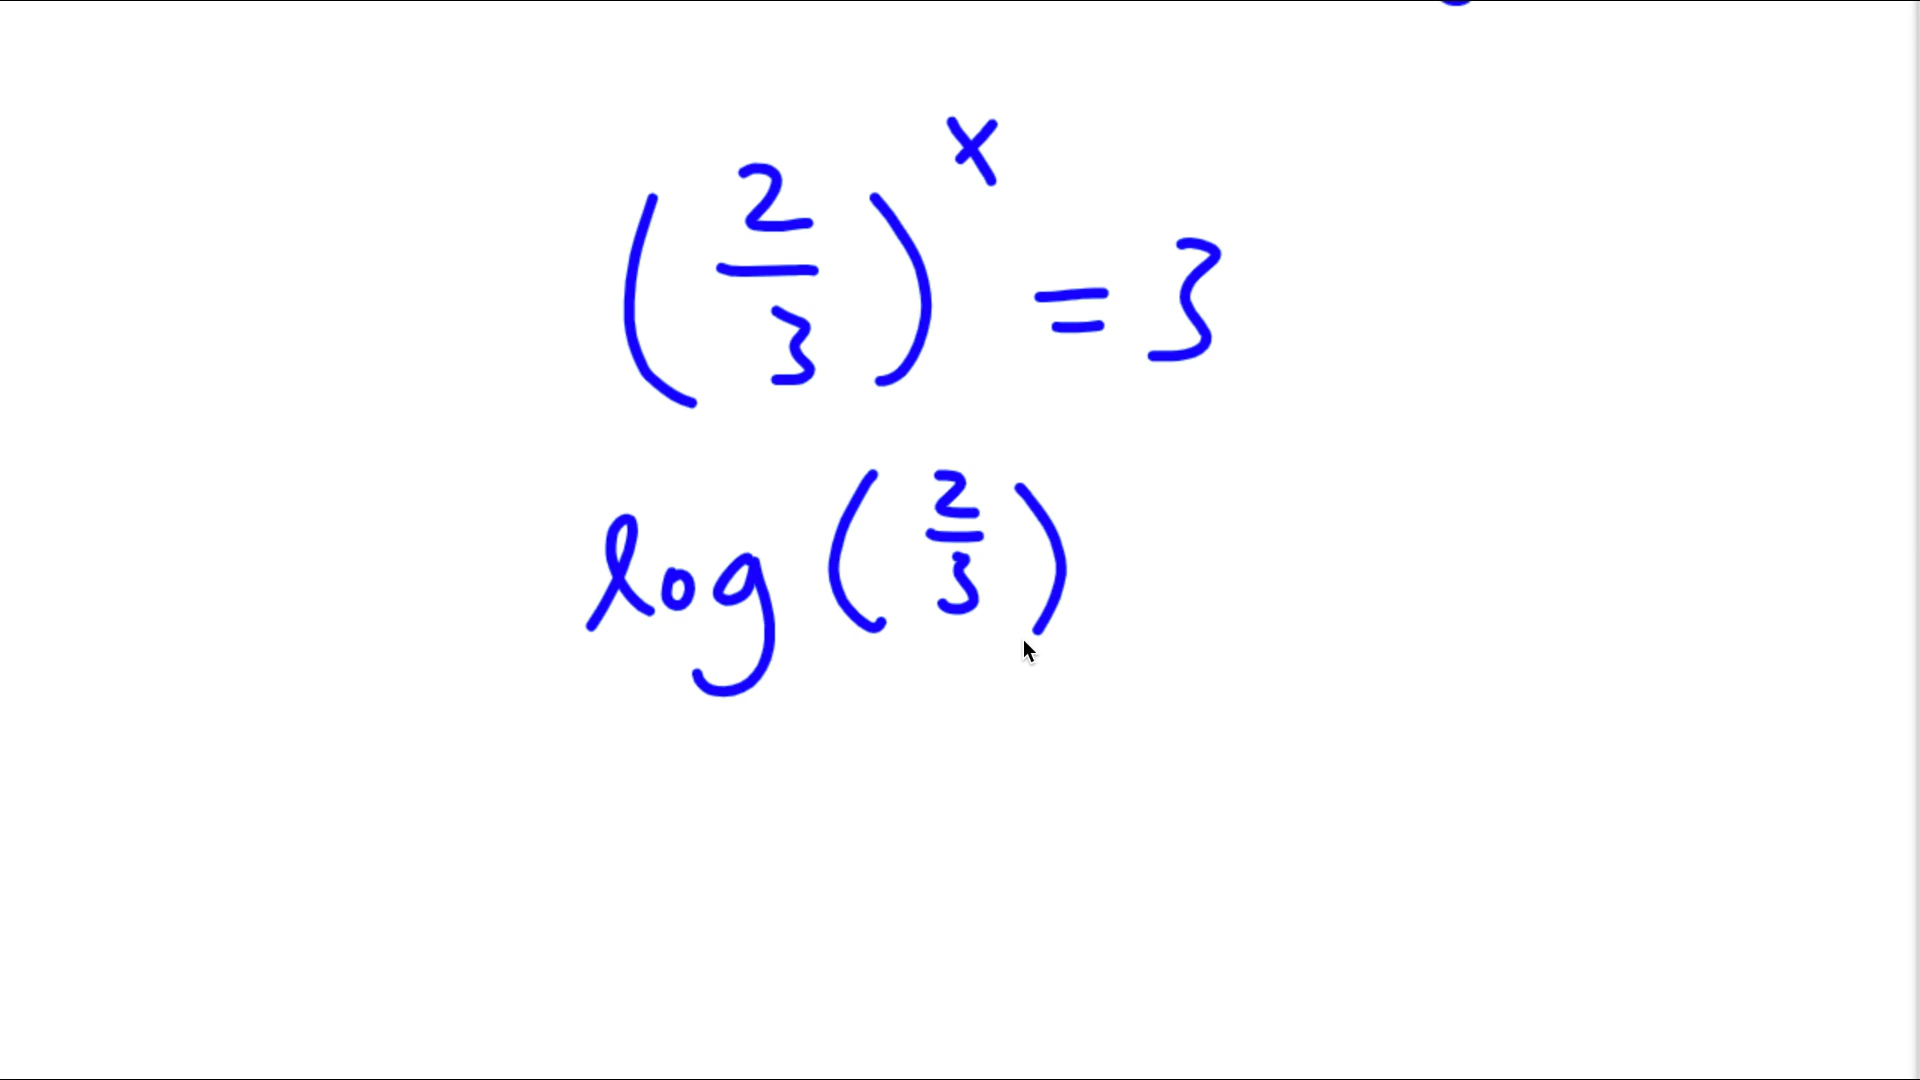 (2/3)^x = 3
log (2/3)